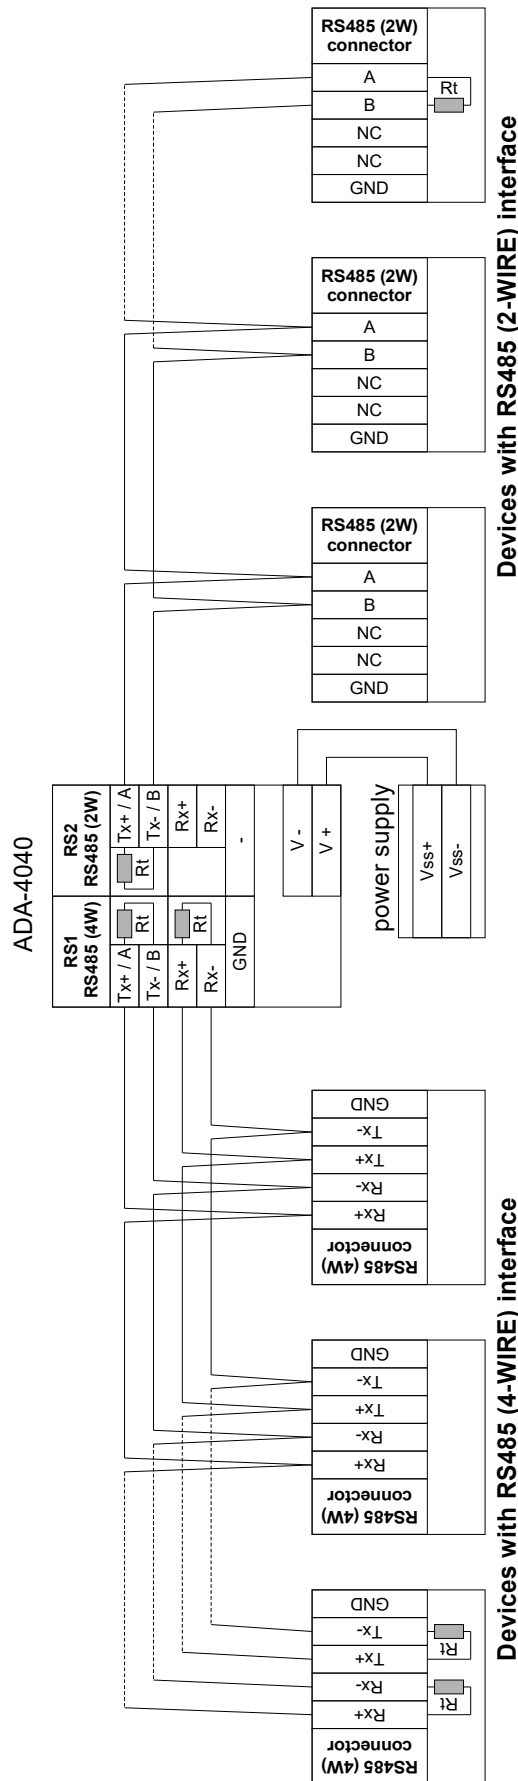 RS485 (2W)
connector
A
B
NC
NC
GND
Rt
RS485 (2W)
connector
A
B
NC
NC
GND
RS485 (2W)
connector
A
B
NC
NC
GND
Devices with RS485 (2-WIRE) interface
ADA-4040
RS2
RS485 (2W)
Tx+ / A
Tx- / B
Rx+
Rx-
-
Rt
RS1
RS485 (4W)
Tx+ / A
Tx- / B
Rx+
Rx-
GND
Rt
Rt
V -
V +
power supply
Vss+
Vss-
GND
Tx-
Tx+
Rx-
Rx+
RS485 (4W)
connector
GND
Tx-
Tx+
Rx-
Rx+
RS485 (4W)
connector
GND
Tx-
Tx+
Rx-
Rx+
RS485 (4W)
connector
Rt
Rt
Devices with RS485 (4-WIRE) interface